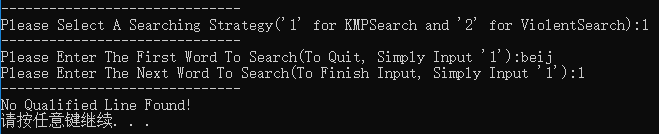 ------------------------------
Please Select A Searching Strategy('1' for KMPSearch and '2' for ViolentSearch):1
------------------------------
Please Enter The First Word To Search(To Quit, Simply Input '1'):beij
Please Enter The Next Word To Search(To Finish Input, Simply Input '1'):1
------------------------------
No Qualified Line Found!
请按任意键继续. . .